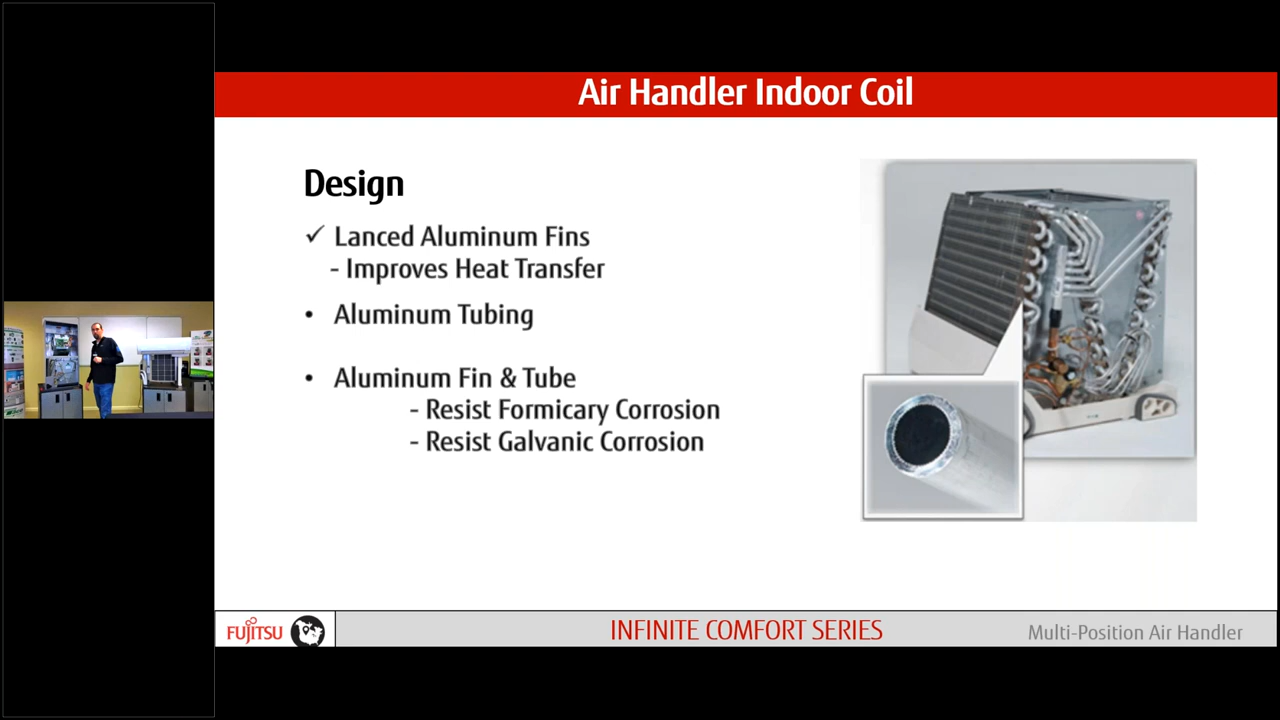 Air Handler Indoor Coil
Design
✓ Lanced Aluminum Fins
- Improves Heat Transfer
• Aluminum Tubing
• Aluminum Fin & Tube
- Resist Formicary Corrosion
- Resist Galvanic Corrosion
FUJITSU
INFINITE COMFORT SERIES
Multi-Position Air Handler